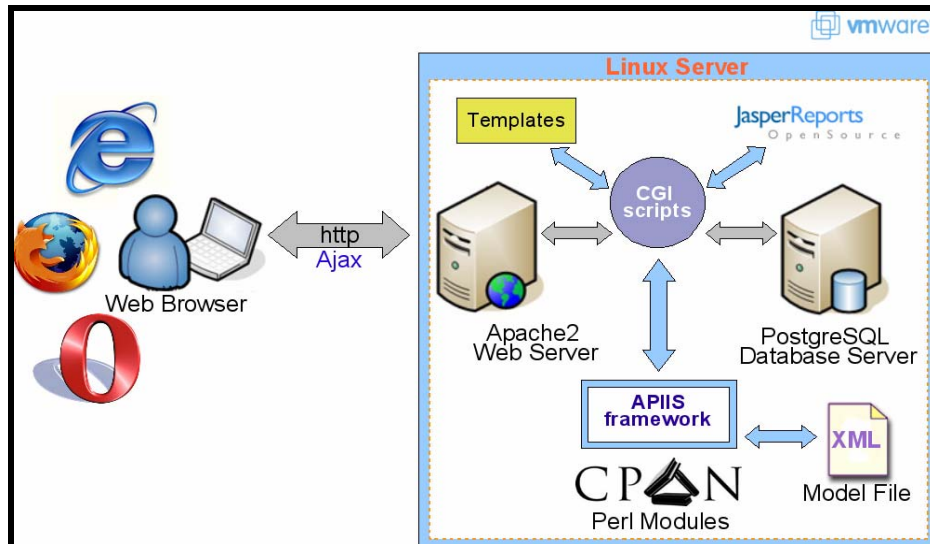 vmware
Linux Server
Templates
JasperReports
OpenSource
CGI
scripts
http
Ajax
Web Browser
Apache2
Web Server
PostgreSQL
Database Server
APIIS
framework
XML
Model File
CPAN
Perl Modules